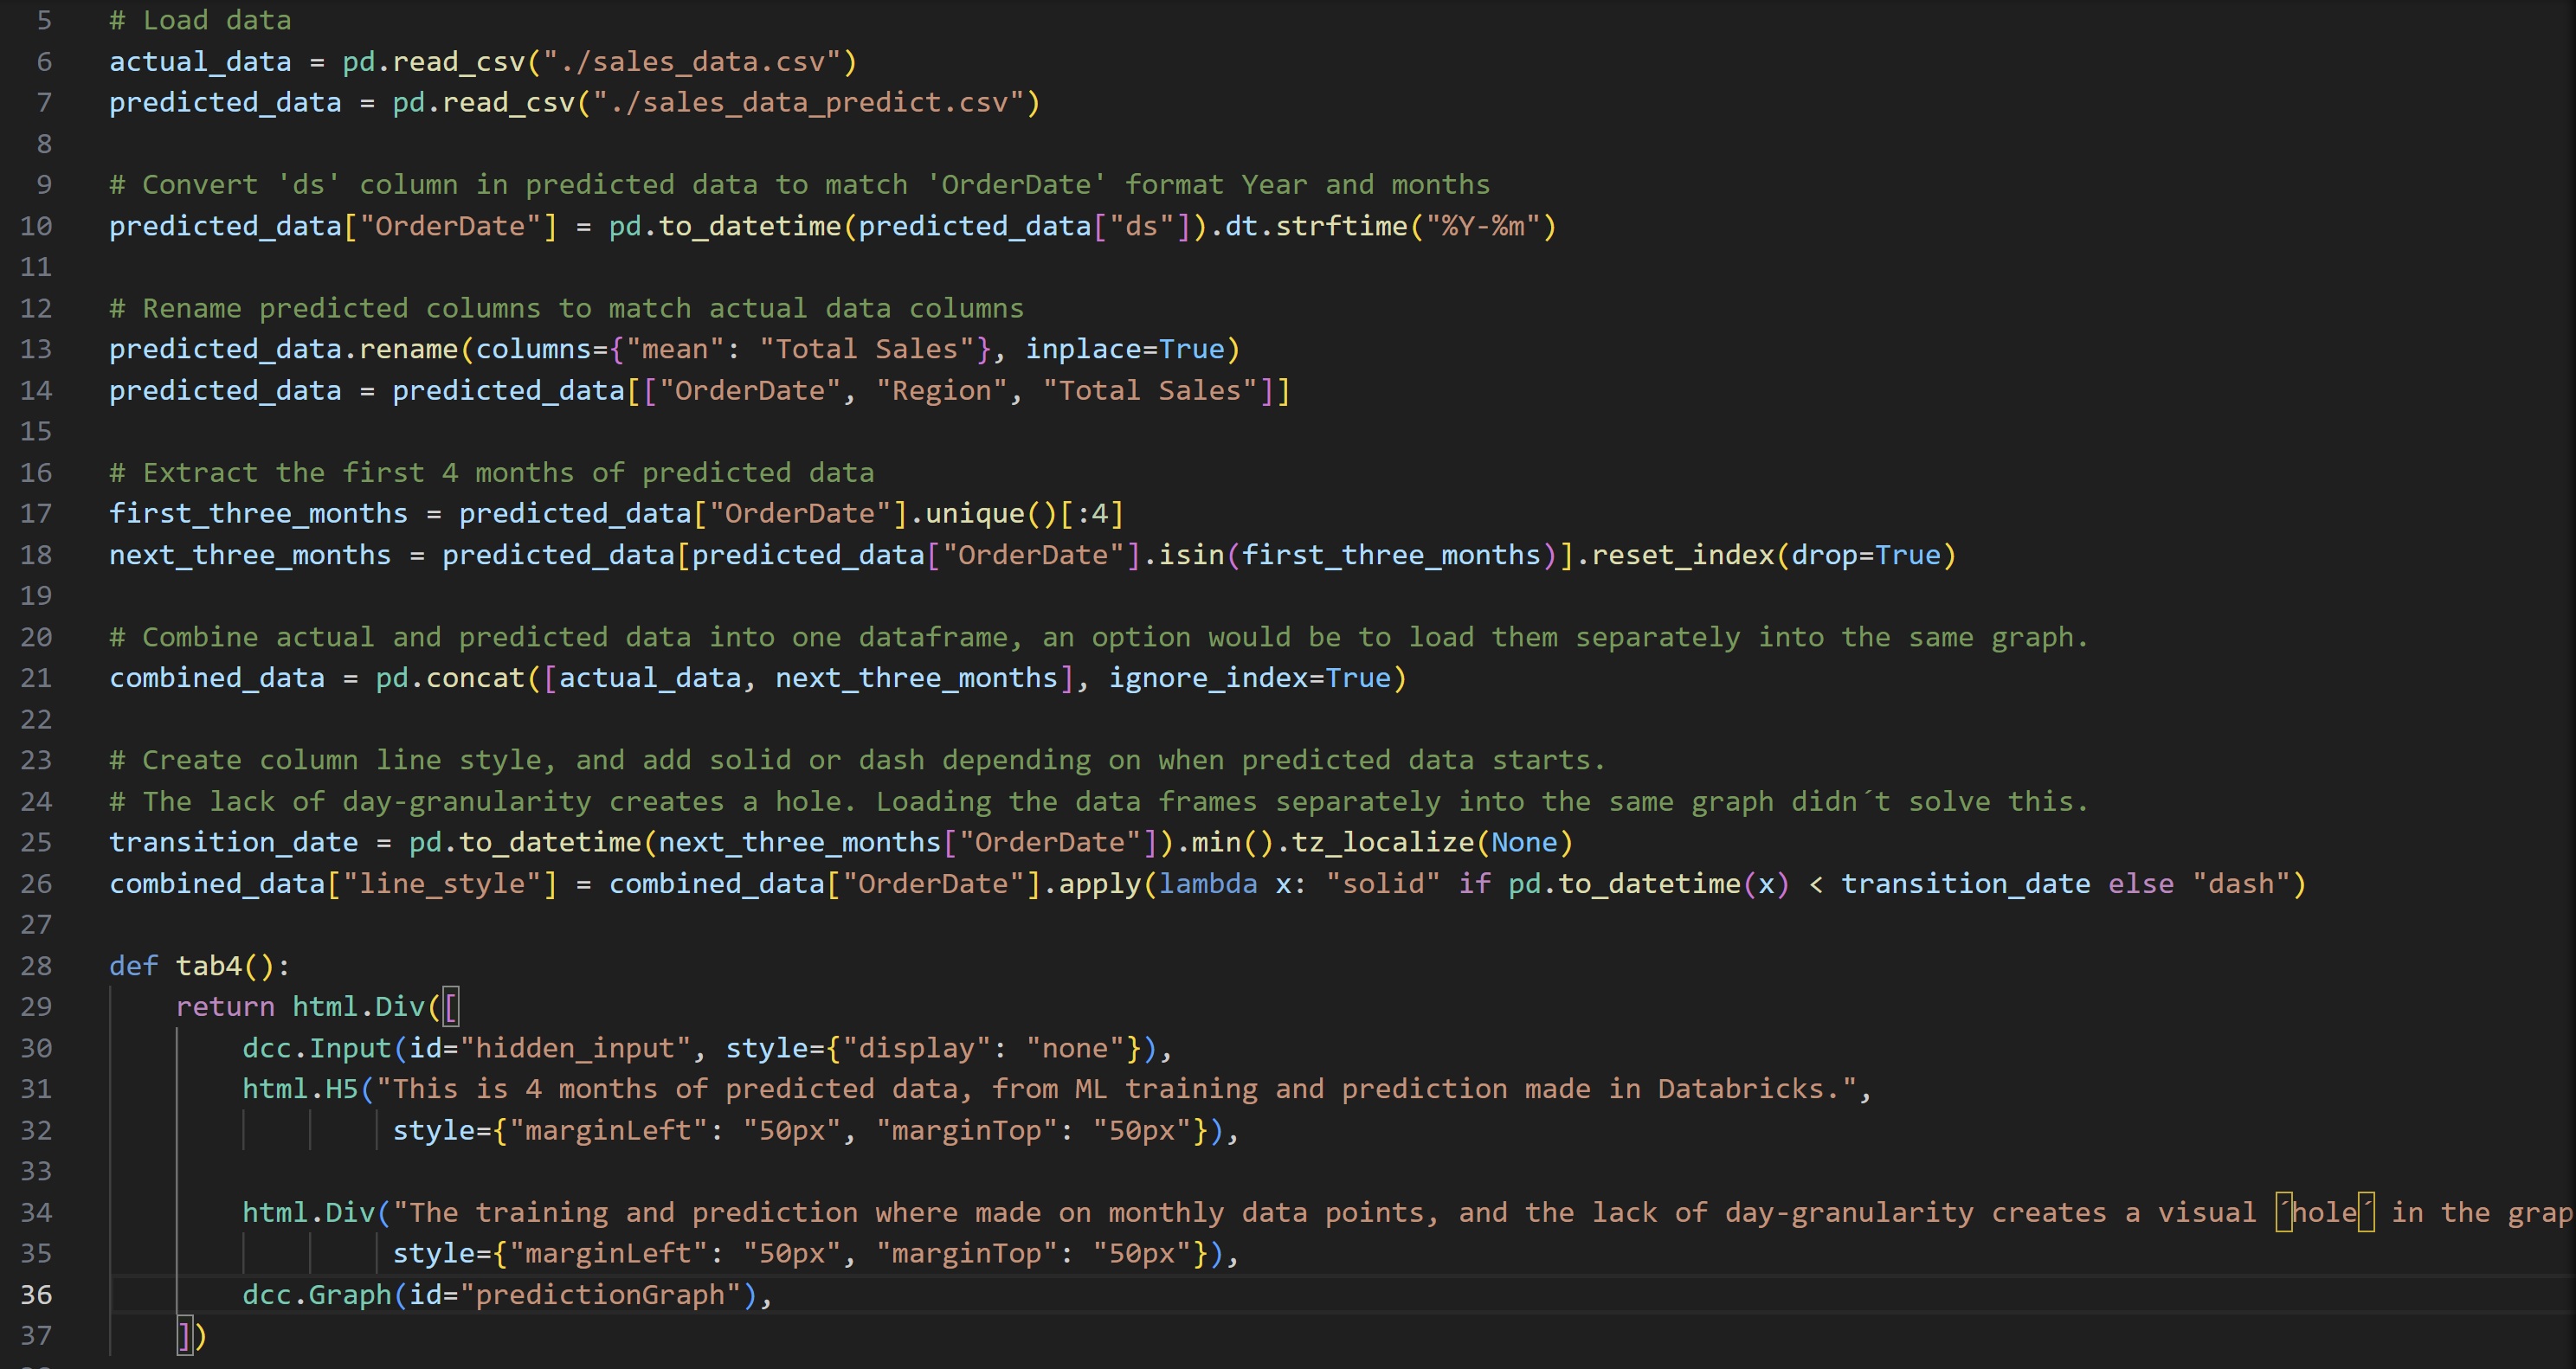 5 # Load data
6 actual_data = pd.read_csv("./sales_data.csv")
7 predicted_data = pd.read_csv("./sales_data_predict.csv")
8
9 # Convert 'ds' column in predicted data to match 'OrderDate' format Year and months
10 predicted_data["OrderDate"] = pd.to_datetime(predicted_data["ds"]).dt.strftime("%Y-%m")
11
12 # Rename predicted columns to match actual data columns
13 predicted_data.rename(columns={"mean": "Total Sales"}, inplace=True)
14 predicted_data = predicted_data[["OrderDate", "Region", "Total Sales"]]
15
16 # Extract the first 4 months of predicted data
17 first_three_months = predicted_data["OrderDate"].unique()[:4]
18 next_three_months = predicted_data[predicted_data["OrderDate"].isin(first_three_months)].reset_index(drop=True)
19
20 # Combine actual and predicted data into one dataframe, an option would be to load them separately into the same graph.
21 combined_data = pd.concat([actual_data, next_three_months], ignore_index=True)
22
23 # Create column line style, and add solid or dash depending on when predicted data starts.
24 # The lack of day-granularity creates a hole. Loading the data frames separately into the same graph didn´t solve this.
25 transition_date = pd.to_datetime(next_three_months["OrderDate"]).min().tz_localize(None)
26 combined_data["line_style"] = combined_data["OrderDate"].apply(lambda x: "solid" if pd.to_datetime(x) < transition_date else "dash")
27
28 def tab4():
29     return html.Div([
30         dcc.Input(id="hidden_input", style={"display": "none"}),
31         html.H5("This is 4 months of predicted data, from ML training and prediction made in Databricks.",
32                  style={"marginLeft": "50px", "marginTop": "50px"}),
33
34         html.Div("The training and prediction where made on monthly data points, and the lack of day-granularity creates a visual ´hole´ in the grap
35                  style={"marginLeft": "50px", "marginTop": "50px"}),
36         dcc.Graph(id="predictionGraph"),
37     ])